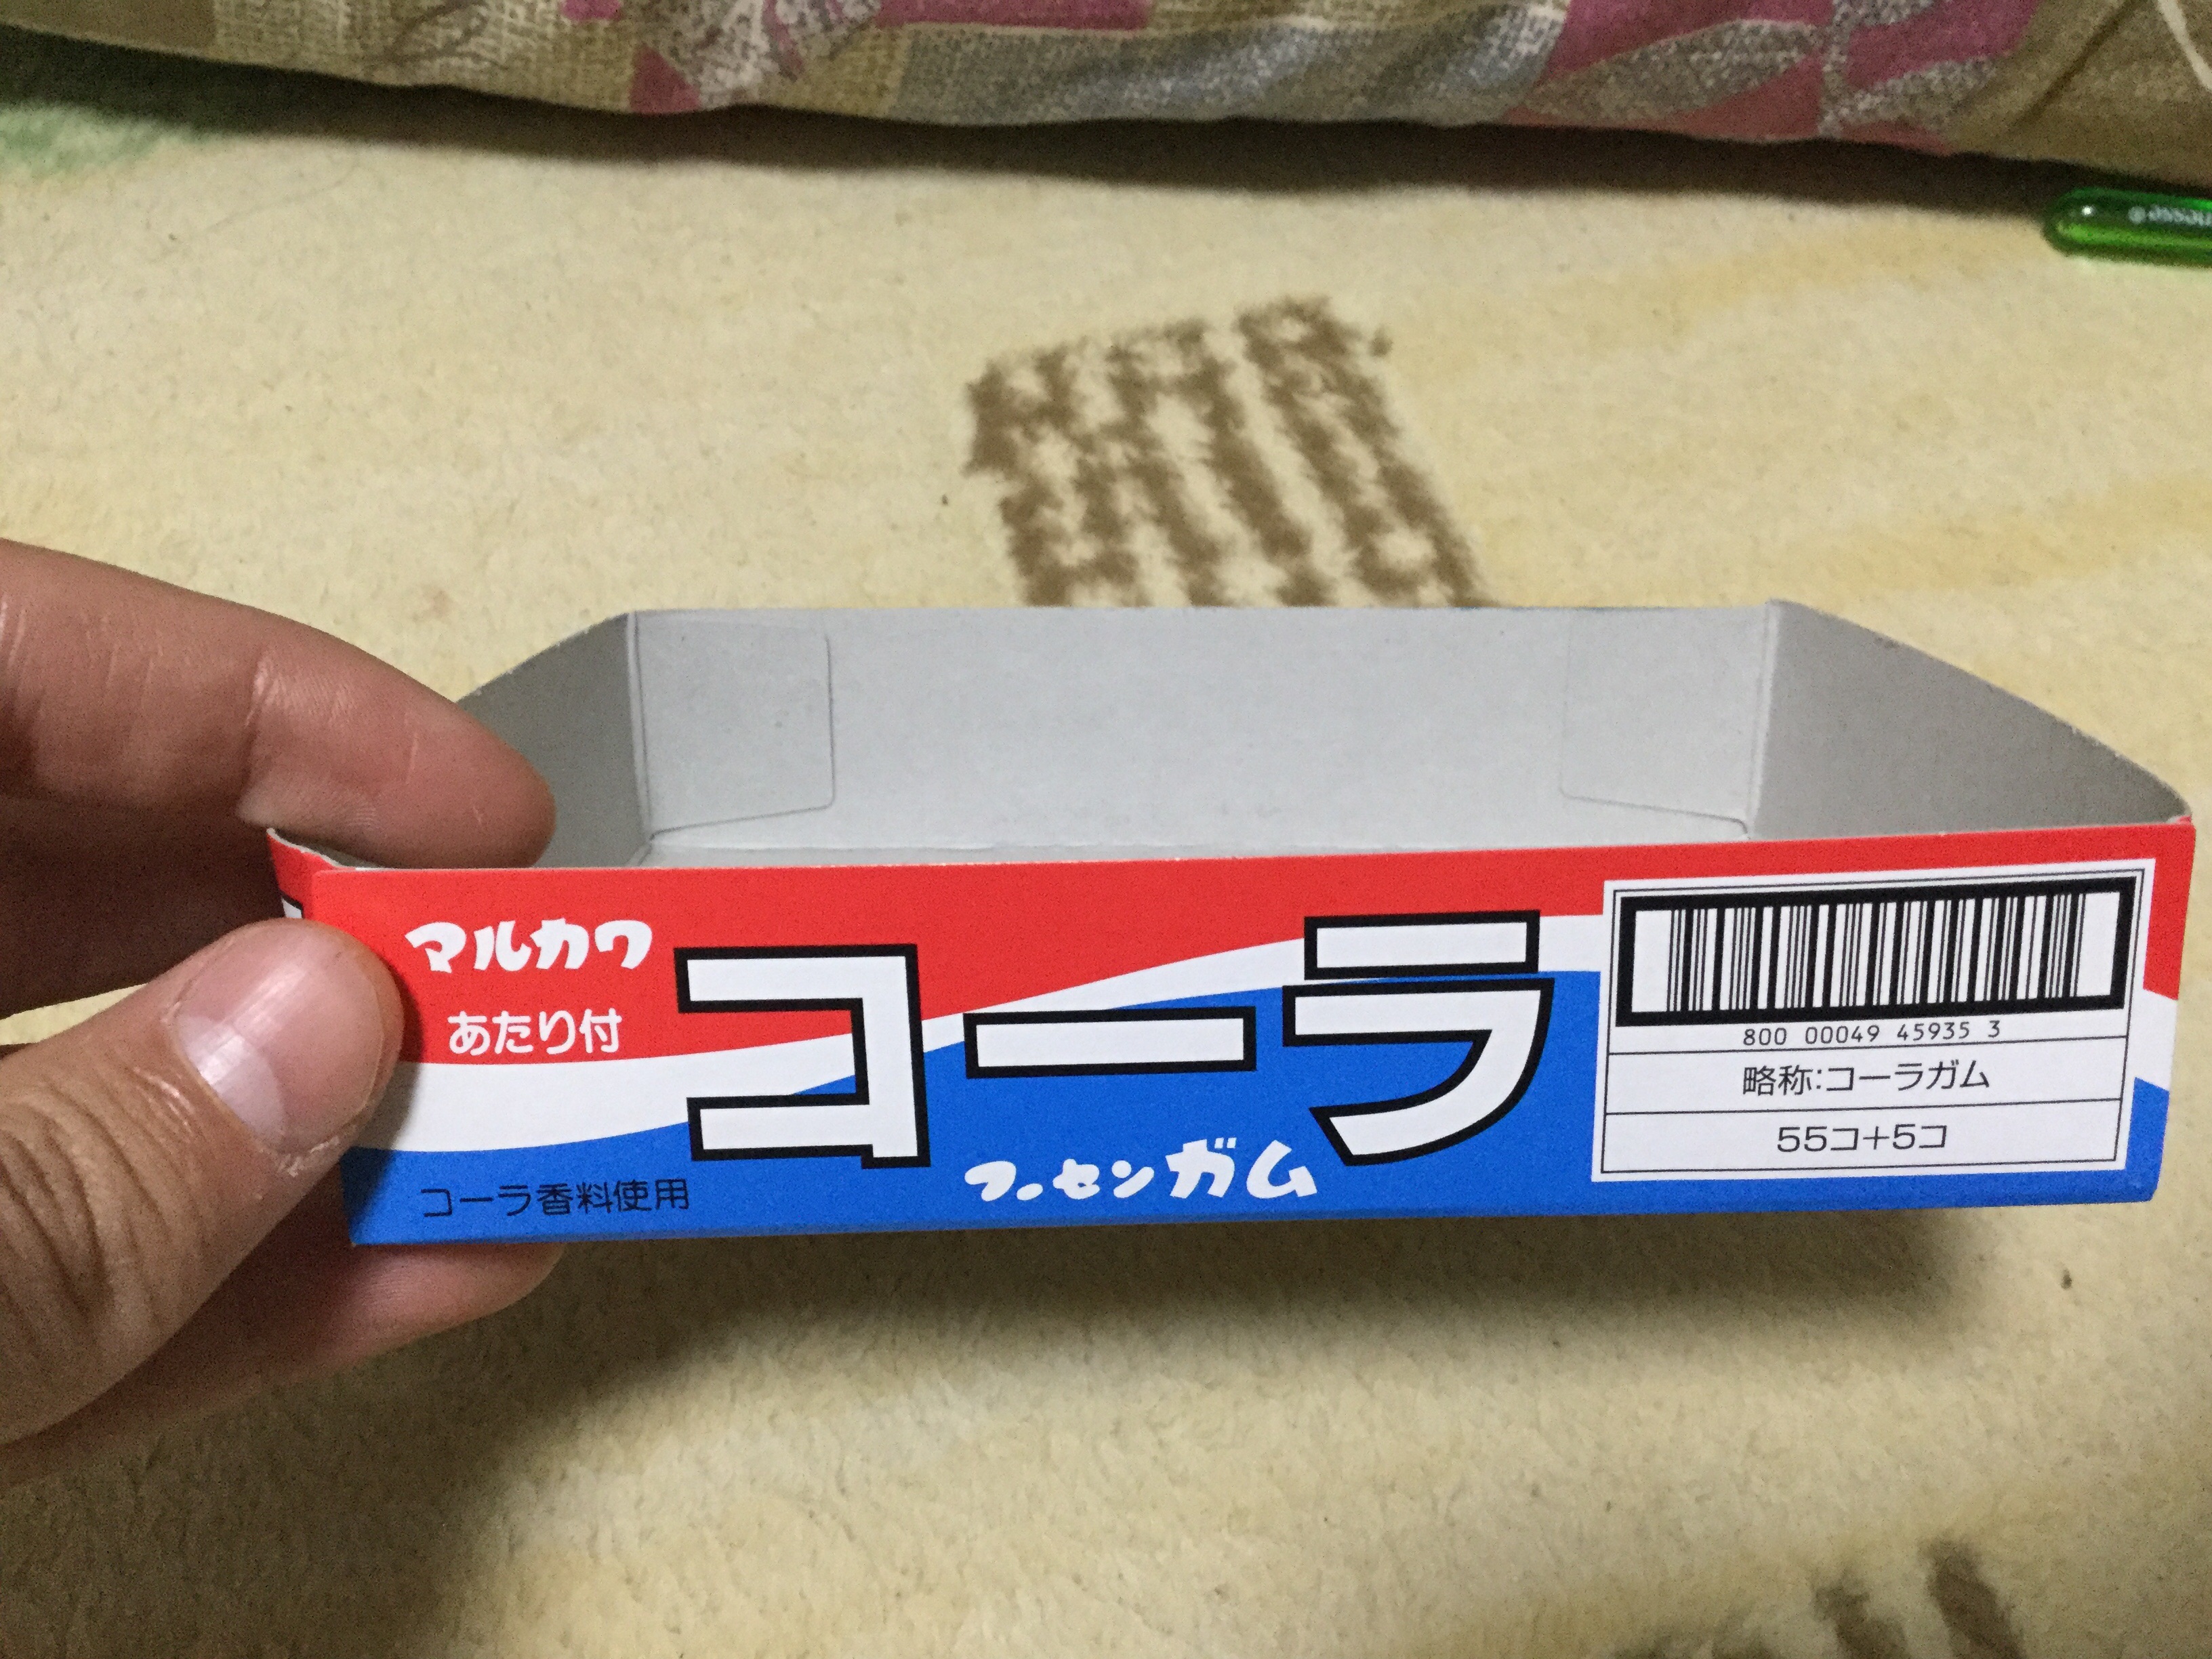 マルカワ
あたり付
コーラ
フーセンガム
コーラ香料使用
800 00049 45935 3
略称:コーラガム
55コ+5コ